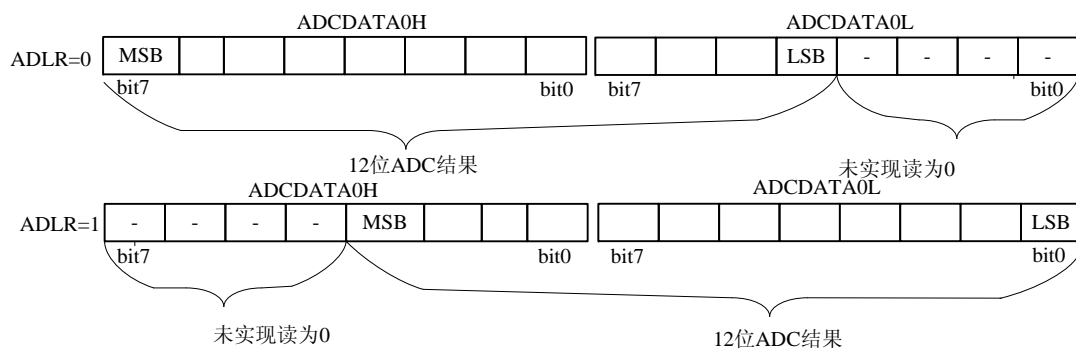 ADCDATA0H ADCDATA0L
ADLR=0 MSB LSB - - - -
bit7 bit0 bit7 bit0
12位ADC结果 未实现读为0
ADCDATA0H ADCDATA0L
ADLR=1 - - - - MSB LSB
bit7 bit0 bit7 bit0
未实现读为0 12位ADC结果